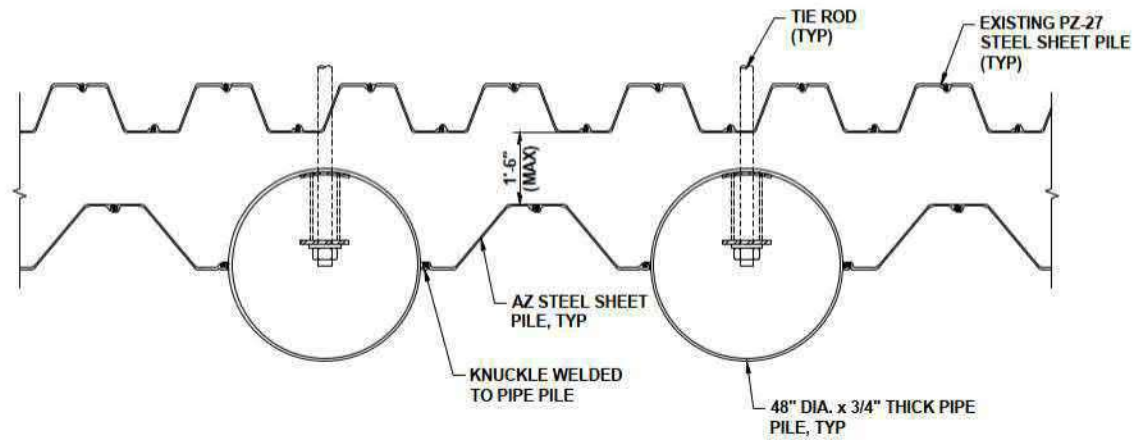 TIE ROD
(TYP)
EXISTING PZ-27
STEEL SHEET PILE
(TYP)
1'-6"
(MAX)
AZ STEEL SHEET
PILE, TYP
KNUCKLE WELDED
TO PIPE PILE
48" DIA. x 3/4" THICK PIPE
PILE, TYP